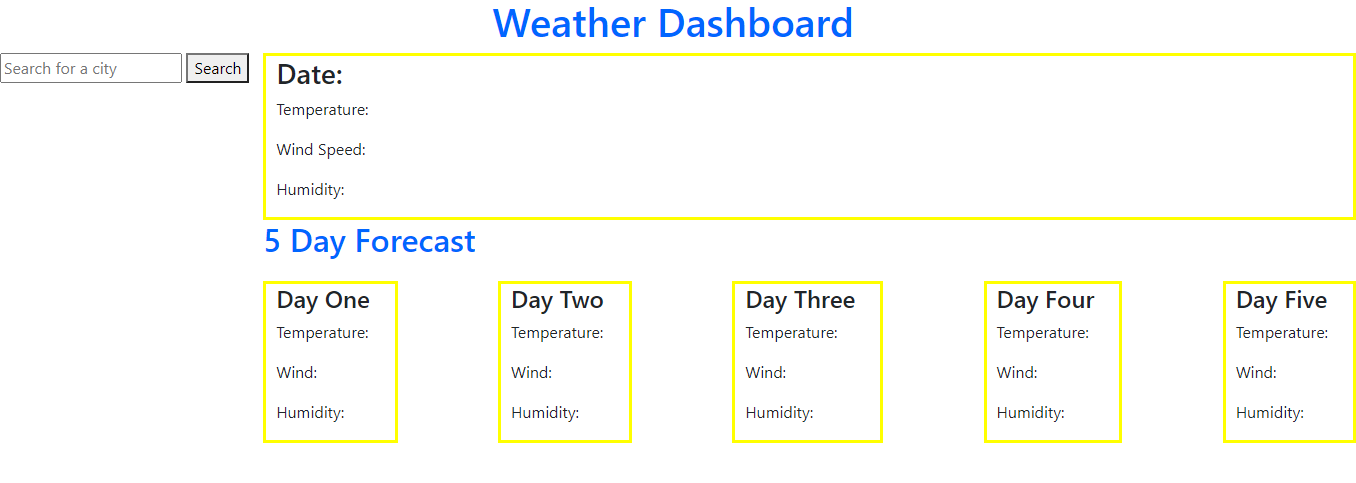 Weather Dashboard
Search for a city
Search
Date:
Temperature:
Wind Speed:
Humidity:
5 Day Forecast
Day One
Temperature:
Wind:
Humidity:
Day Two
Temperature:
Wind:
Humidity:
Day Three
Temperature:
Wind:
Humidity:
Day Four
Temperature:
Wind:
Humidity:
Day Five
Temperature:
Wind:
Humidity: